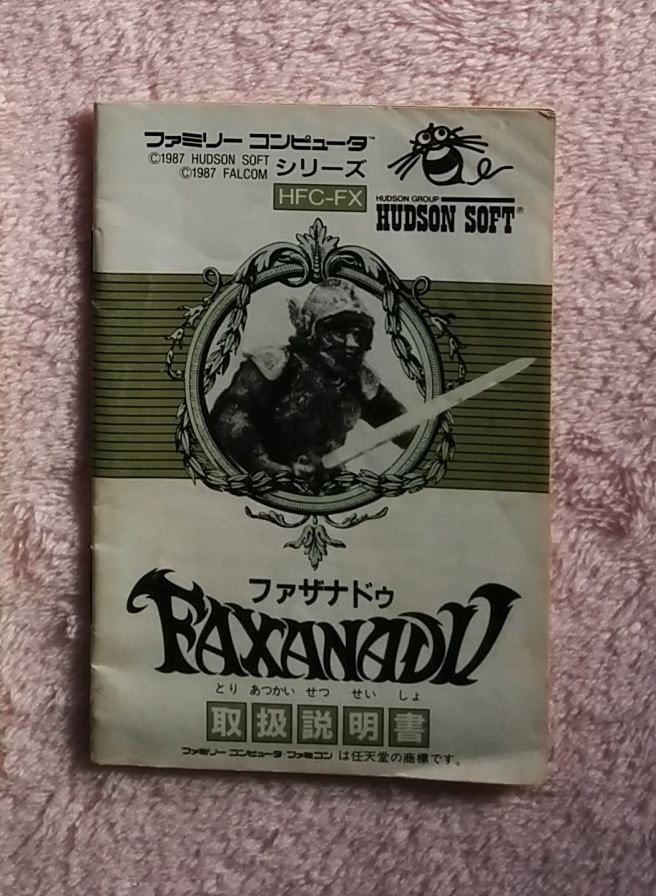 ファミリー コンピュータ™
©1987 HUDSON SOFT
©1987 FALCOM
シリーズ
HFC-FX
HUDSON GROUP
HUDSON SOFT®
ファザナドゥ
FAXANADU
とり あつかい せつ せい しょ
取扱説明書
ファミリー コンピュータ・ファミコン は任天堂の商標です。